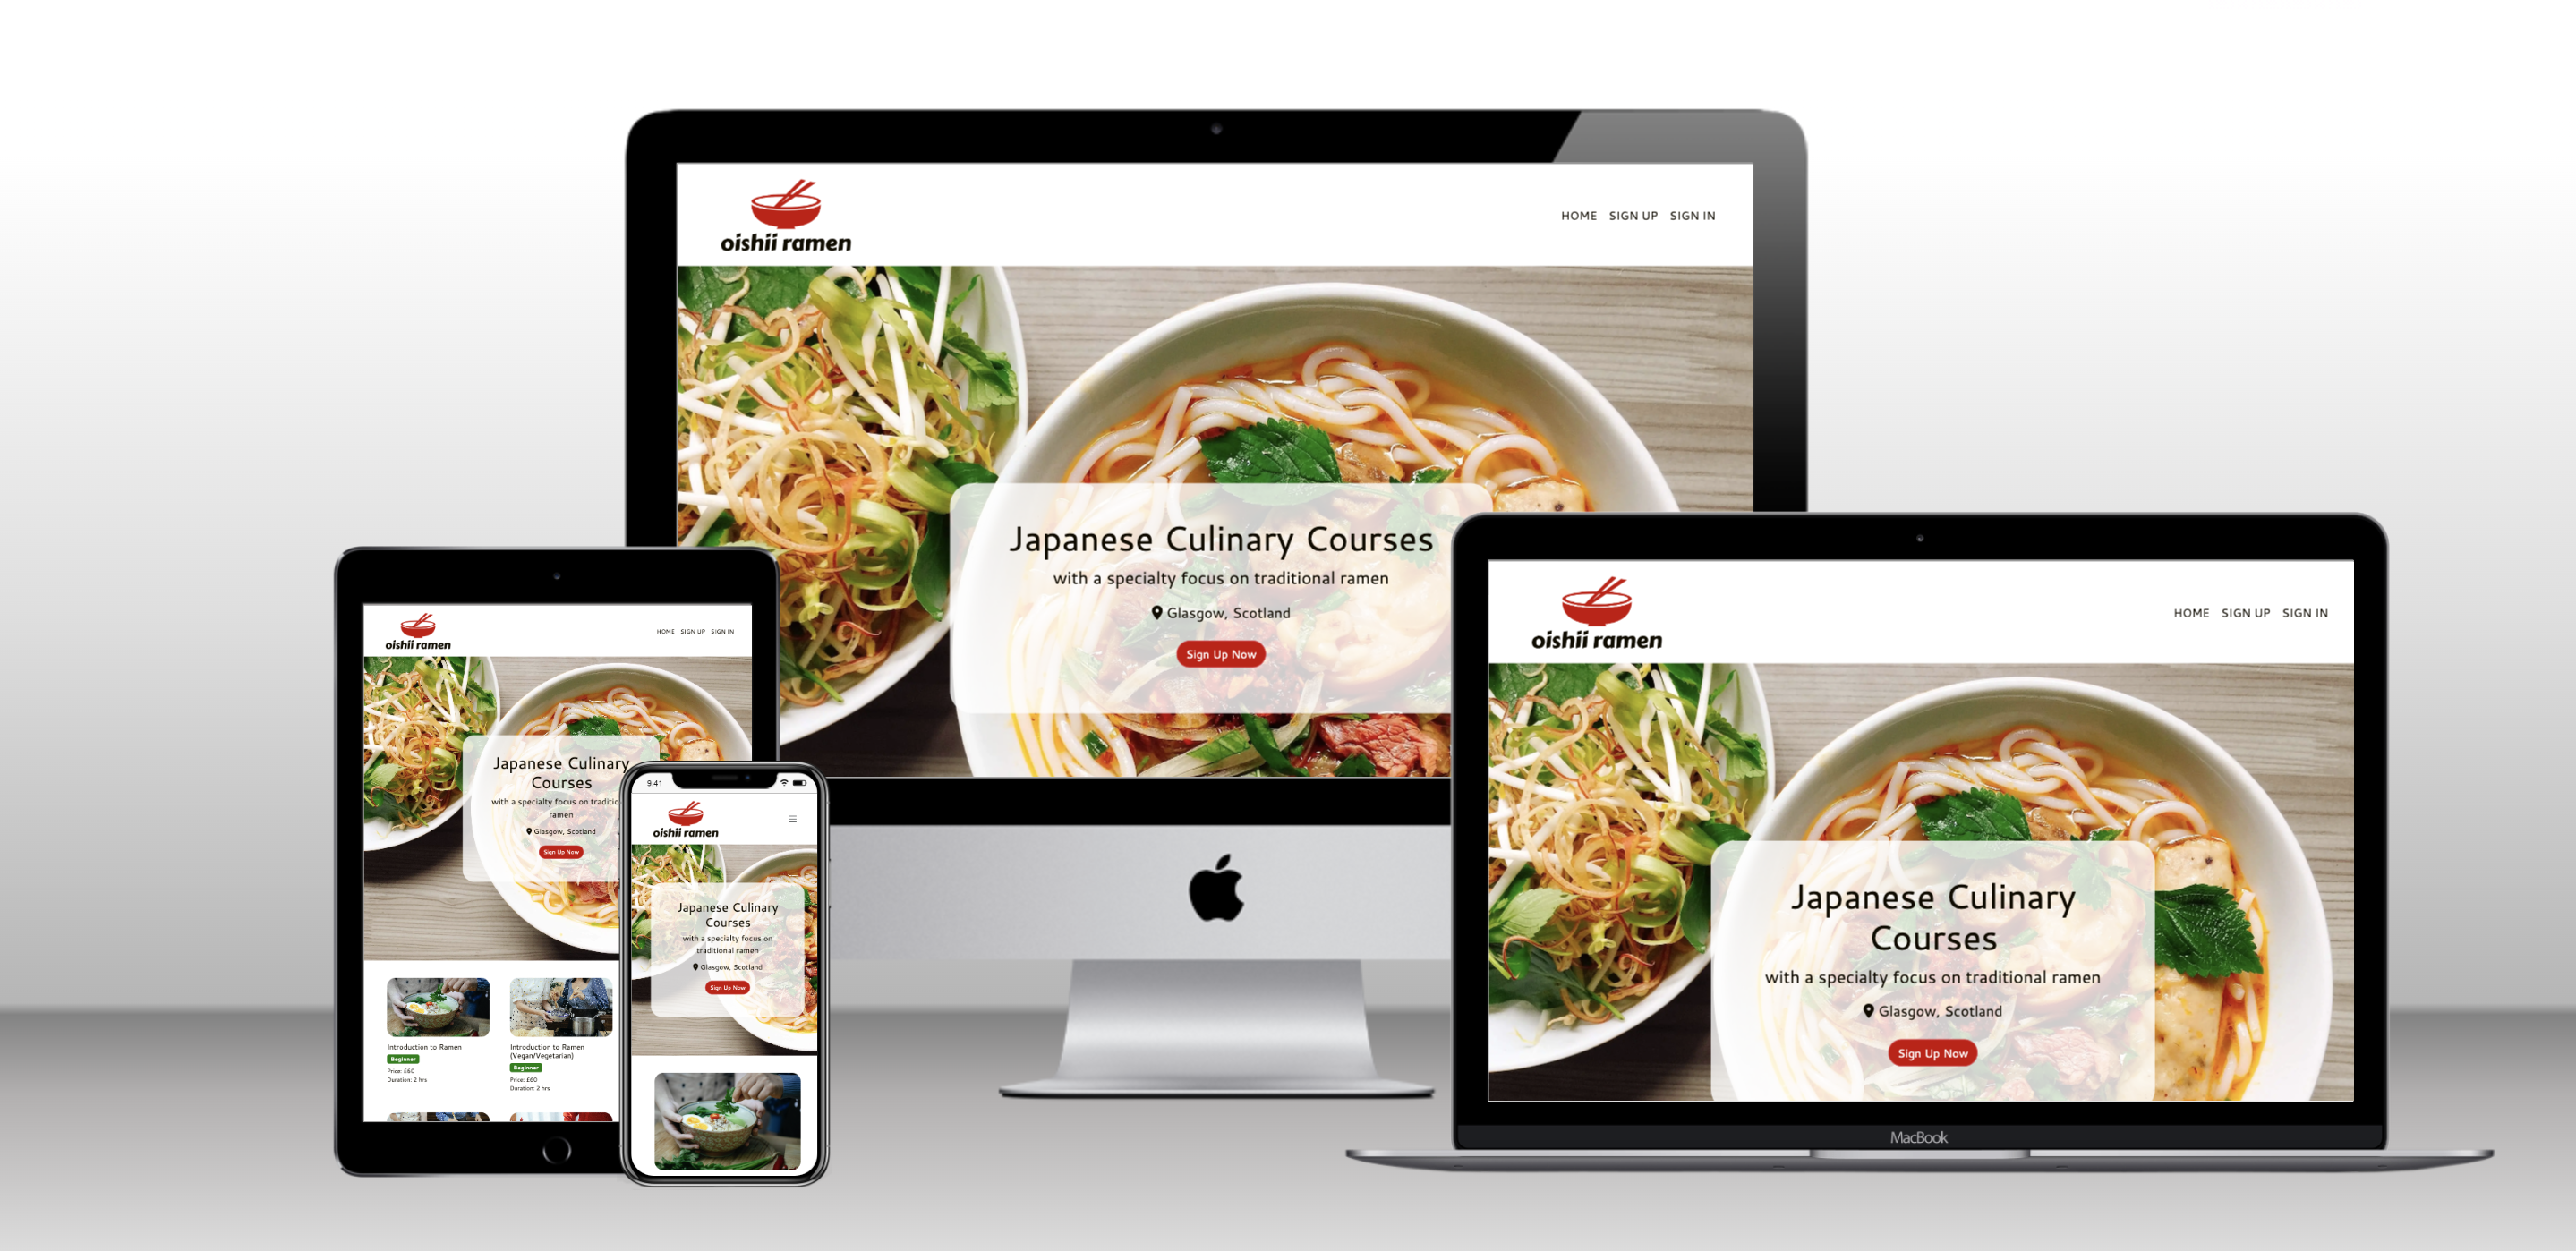 oishii ramen
HOME SIGN UP SIGN IN
Japanese Culinary Courses
with a specialty focus on traditional ramen
Glasgow, Scotland
Sign Up Now
oishii ramen
HOME SIGN UP SIGN IN
Japanese Culinary
Courses
with a specialty focus on
ramen
Glasgow, Scotland
Sign Up Now
Introduction to Ramen
Beginner
Price: £60
Duration: 2 hrs
Introduction to Ramen
(Vegan/Vegetarian)
Beginner
Price: £60
Duration: 2 hrs
9.41
oishii ramen
Japanese Culinary
Courses
with a specialty focus on
traditional ramen
Glasgow, Scotland
Sign Up Now
oishii ramen
HOME SIGN UP SIGN IN
Japanese Culinary
Courses
with a specialty focus on traditional ramen
Glasgow, Scotland
Sign Up Now
MacBook